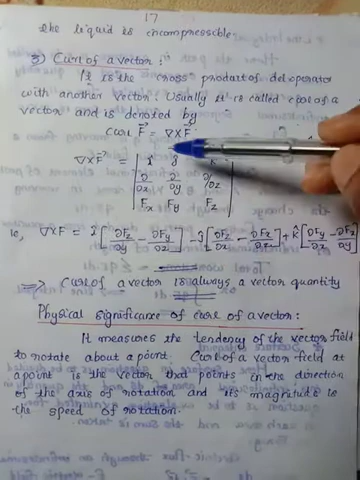 17
the liquid is incompressible
3) Curl of a vector :
It is the cross product of del operator
with another vector. Usually it is called curl of a
vector and is denoted by
Curl F⃗ = ∇×F⃗
∇×F⃗ = | î ĵ k̂ |
| ∂/∂x ∂/∂y ∂/∂z |
| Fx Fy Fz |
ie, ∇×F = î [∂Fz/∂y - ∂Fy/∂z] - ĵ [∂Fz/∂x - ∂Fx/∂z] + k̂ [∂Fy/∂x - ∂Fx/∂y]
⇒ Curl of a vector is always a vector quantity
Physical significance of curl of a vector :
It measures the tendency of the vector field
to rotate about a point. Curl of a vector field at
a point is the vector that points in the direction
of the axis of rotation and its magnitude is
the speed of rotation.